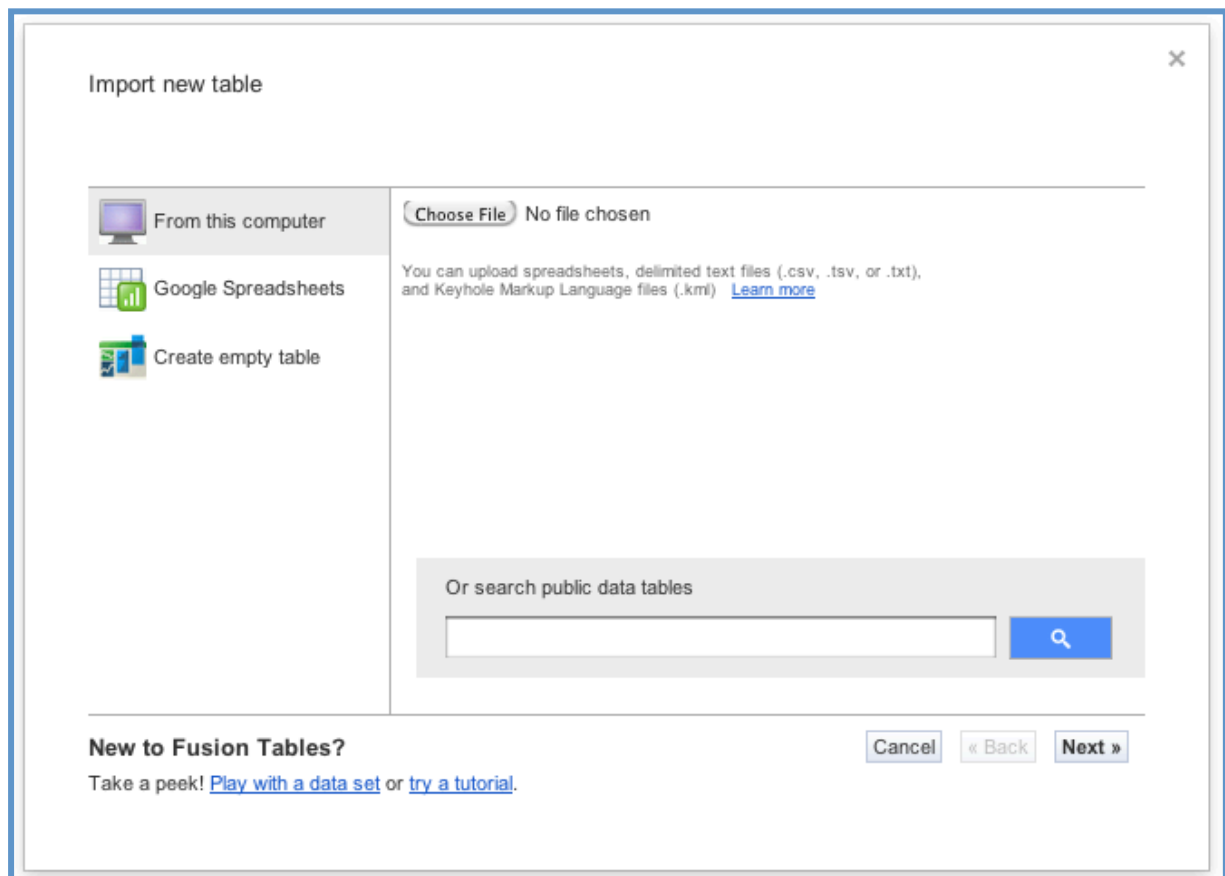 ×
Import new table
From this computer
Google Spreadsheets
Create empty table
Choose File No file chosen
You can upload spreadsheets, delimited text files (.csv, .tsv, or .txt),
and Keyhole Markup Language files (.kml) Learn more
Or search public data tables
New to Fusion Tables?
Take a peek! Play with a data set or try a tutorial.
Cancel « Back Next »